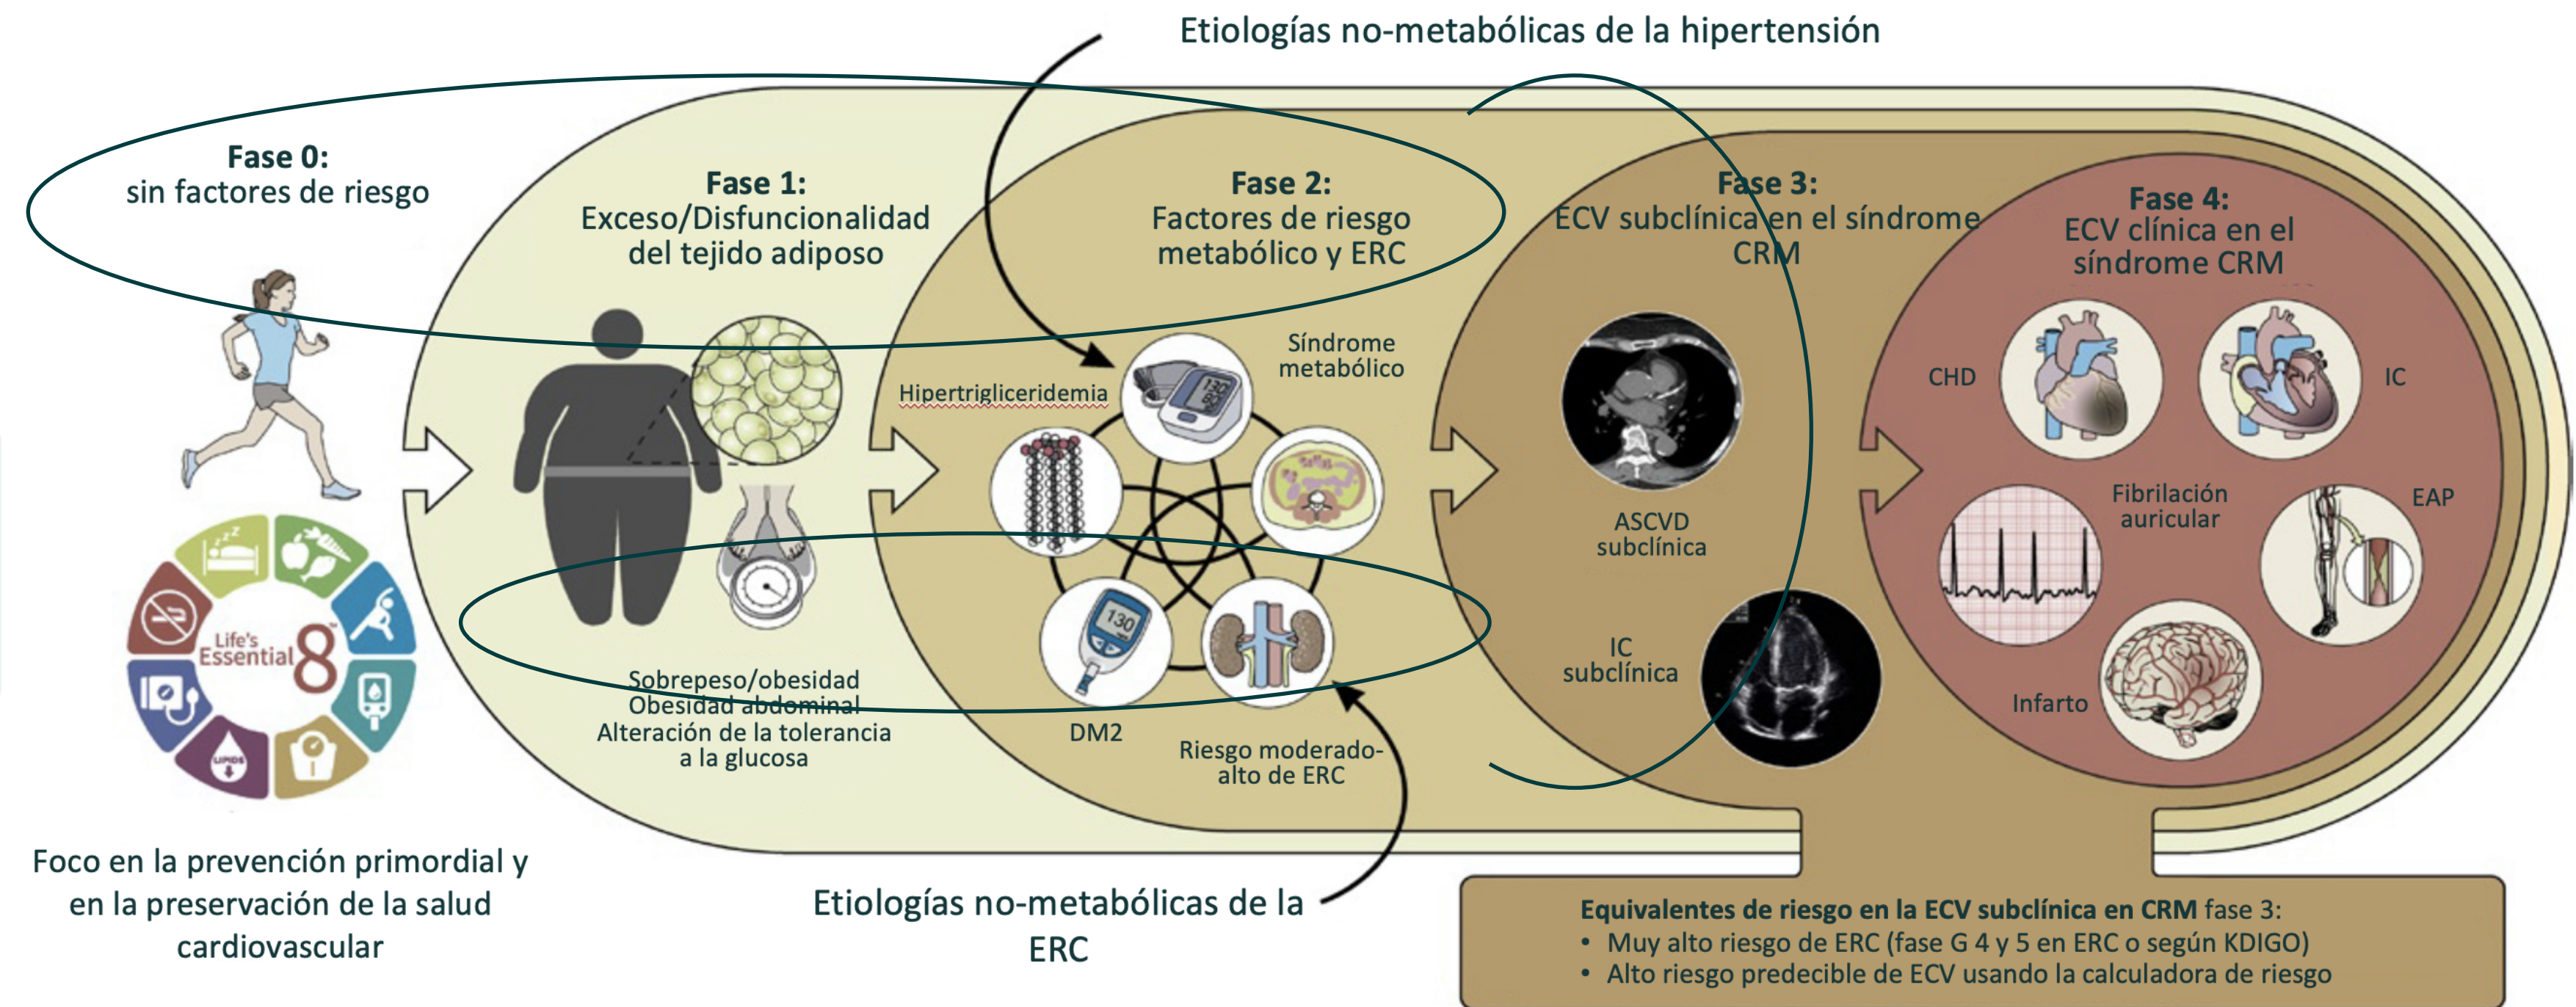 Etiologías no-metabólicas de la hipertensión
Fase 0:
sin factores de riesgo
Fase 1:
Exceso/Disfuncionalidad
del tejido adiposo
Fase 2:
Factores de riesgo
metabólico y ERC
Fase 3:
ECV subclínica en el síndrome
CRM
Fase 4:
ECV clínica en el
síndrome CRM
Life's
Essential 8™
LIPIDS
Sobrepeso/obesidad
Obesidad abdominal
Alteración de la tolerancia
a la glucosa
Hipertrigliceridemia
Síndrome
metabólico
130
80
130
DM2
Riesgo moderado-
alto de ERC
ASCVD
subclínica
IC
subclínica
CHD
IC
Fibrilación
auricular
EAP
Infarto
Foco en la prevención primordial y
en la preservación de la salud
cardiovascular
Etiologías no-metabólicas de la
ERC
Equivalentes de riesgo en la ECV subclínica en CRM fase 3:
• Muy alto riesgo de ERC (fase G 4 y 5 en ERC o según KDIGO)
• Alto riesgo predecible de ECV usando la calculadora de riesgo